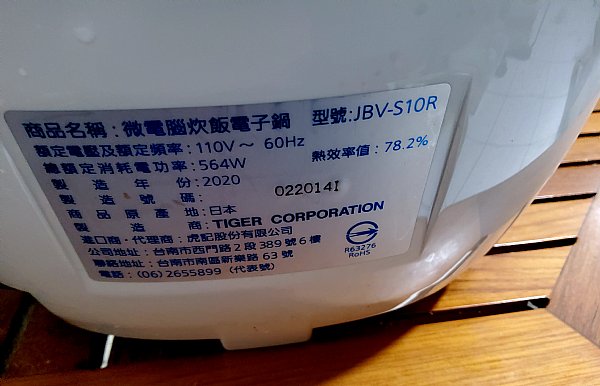 商品名稱:微電腦炊飯電子鍋 型號:JBV-S10R
額定電壓及額定頻率:110V~ 60Hz 熱效率值:78.2%
總額定消耗電功率:564W
製造年份:2020
製造號碼: 022014I
商品原產地:日本
製造商:TIGER CORPORATION
進口商·代理商:虎記股份有限公司
公司地址:台南市西門路2段389號6樓
聯絡地址:台南市南區新樂路63號
電話:(06)2655899(代表號)
R63276
RoHS